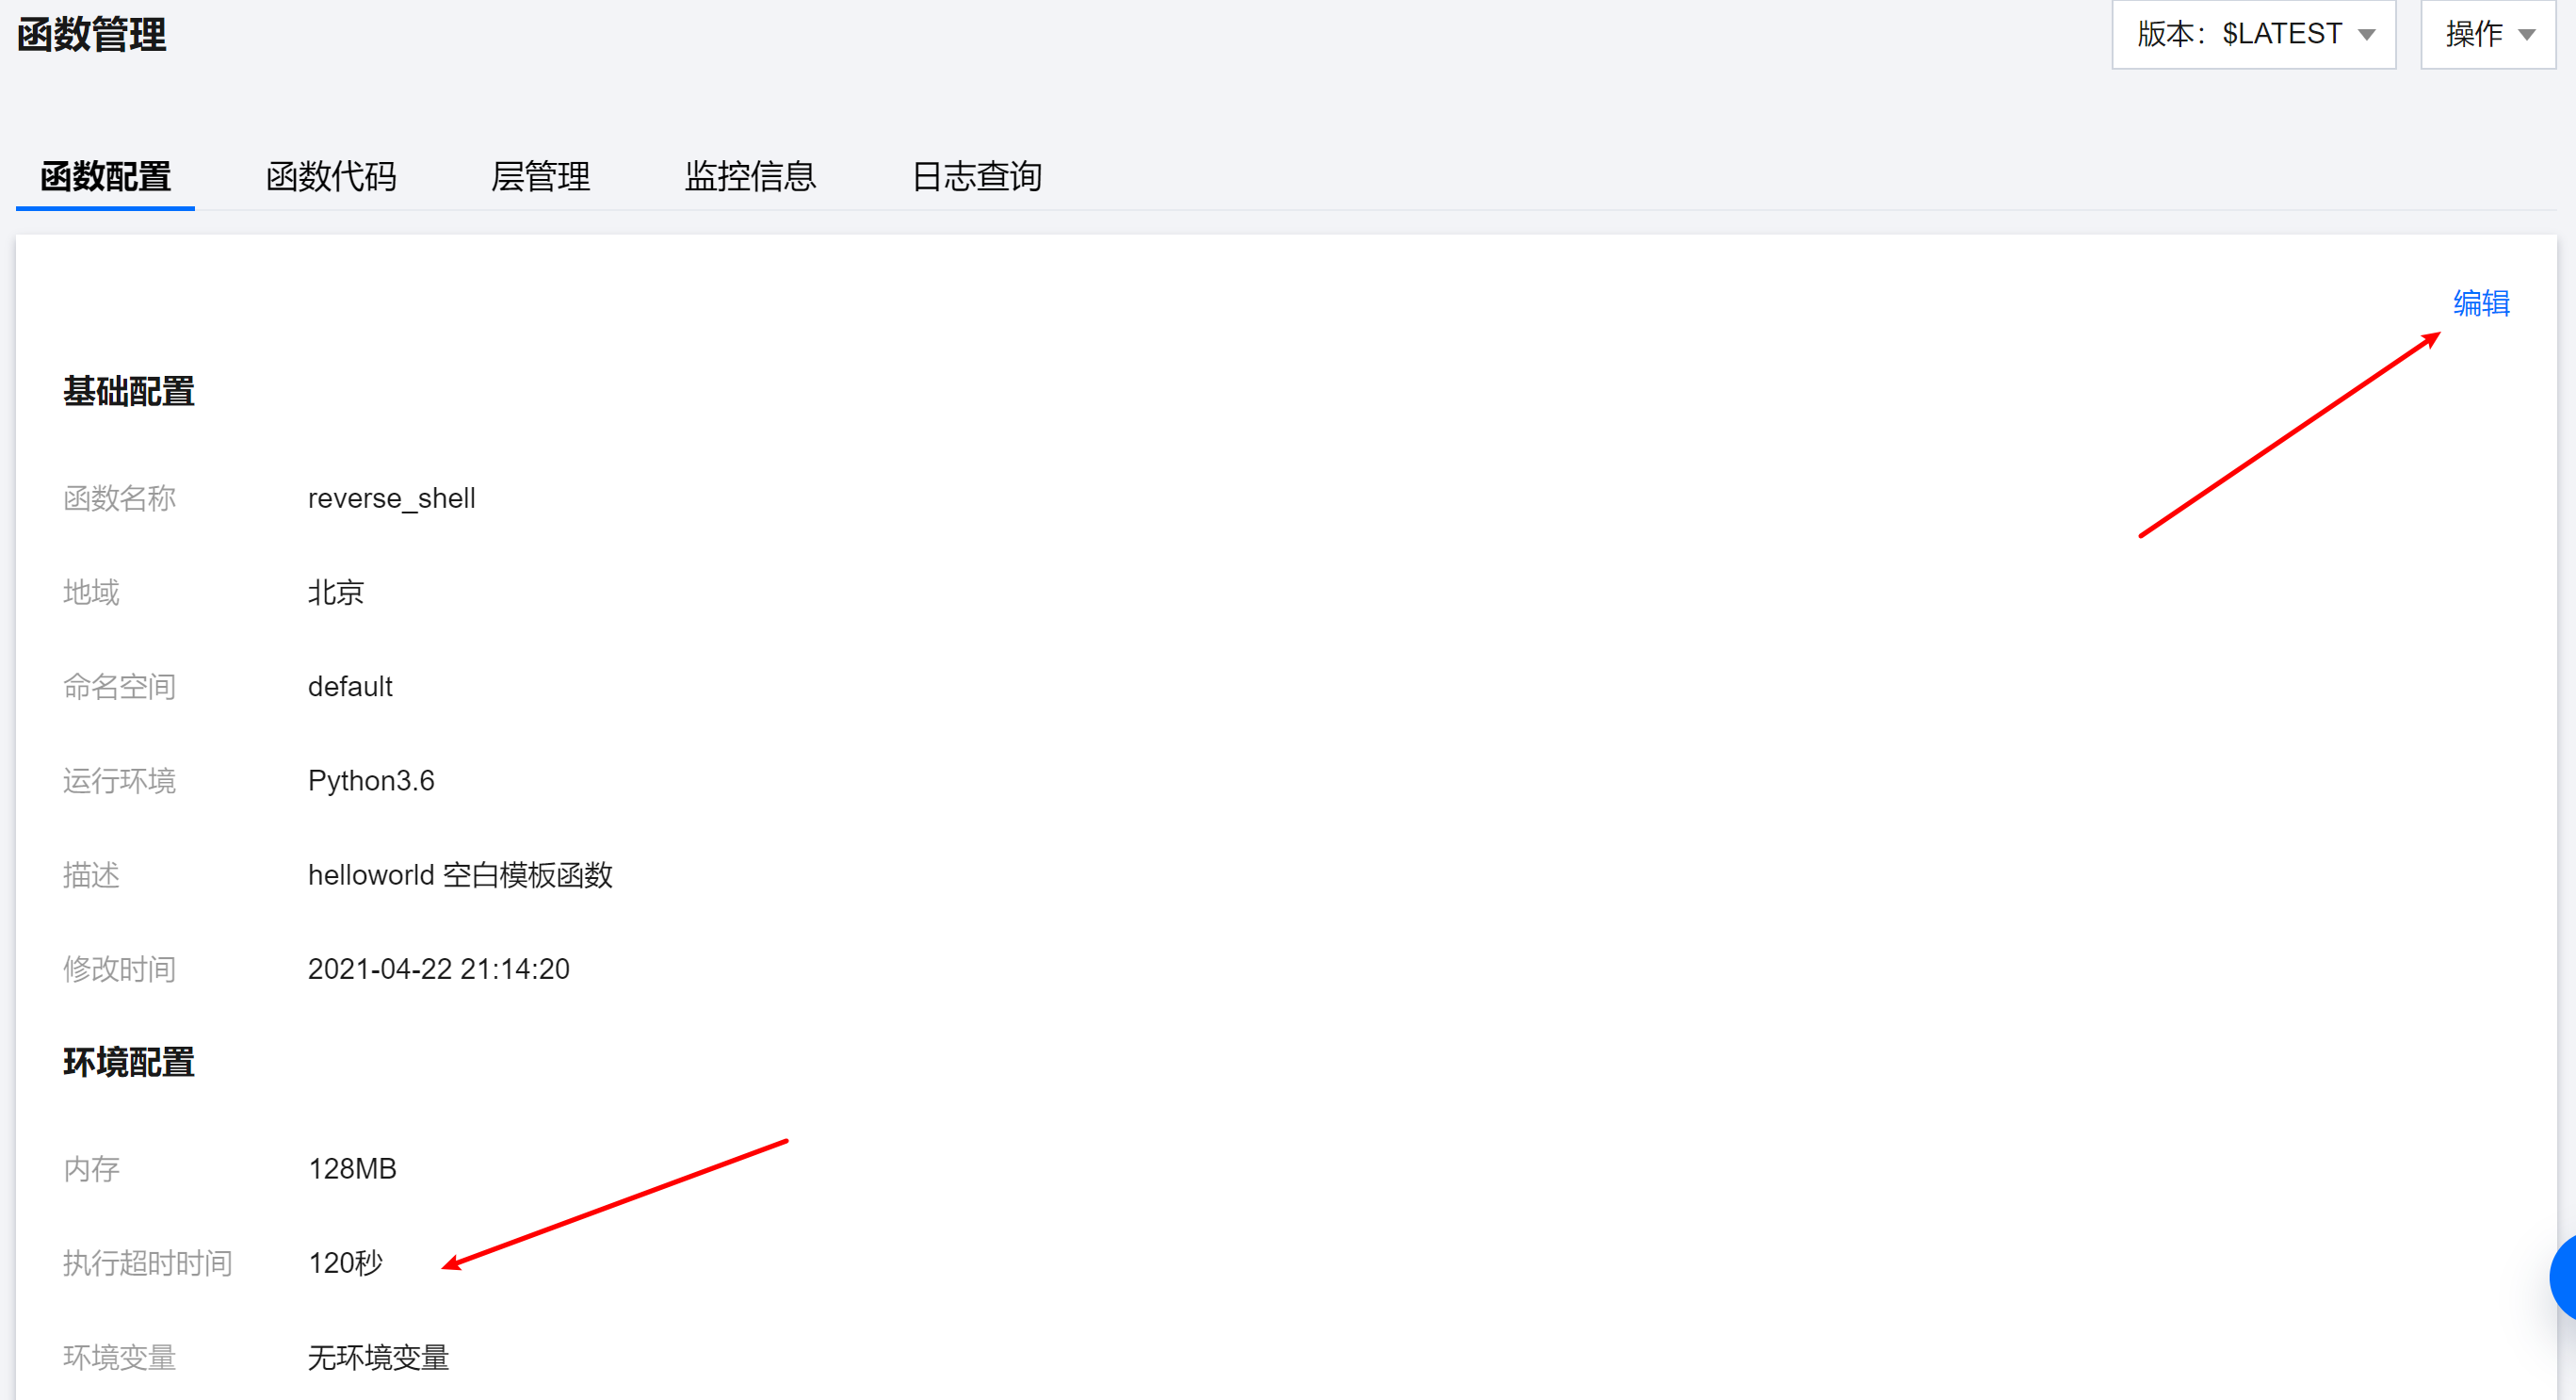 函数管理
版本：$LATEST
操作
函数配置
函数代码
层管理
监控信息
日志查询
编辑
基础配置
函数名称 reverse_shell
地域 北京
命名空间 default
运行环境 Python3.6
描述 helloworld 空白模板函数
修改时间 2021-04-22 21:14:20
环境配置
内存 128MB
执行超时时间 120秒
环境变量 无环境变量